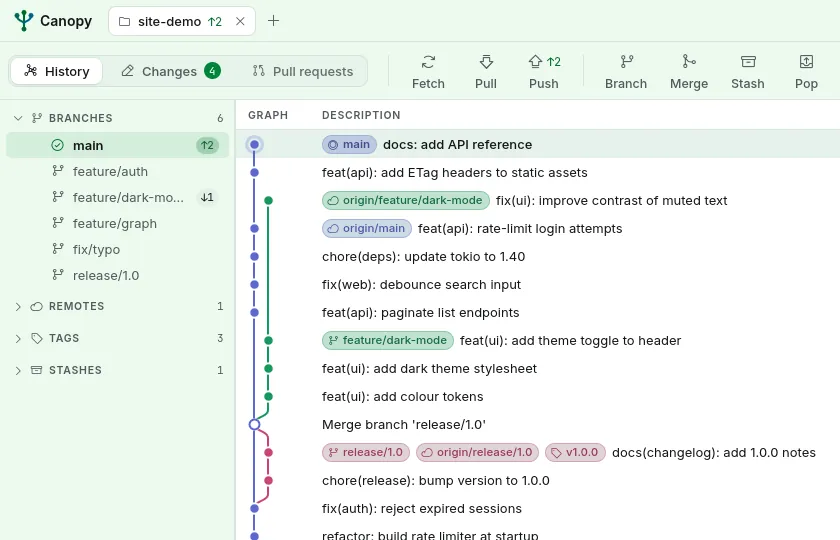 Canopy
site-demo ↑2
History
Changes 4
Pull requests
Fetch
Pull
Push ↑2
Branch
Merge
Stash
Pop
BRANCHES 6
main ↑2
feature/auth
feature/dark-mo... ↓1
feature/graph
fix/typo
release/1.0
REMOTES 1
TAGS 3
STASHES 1
GRAPH DESCRIPTION
main docs: add API reference
feat(api): add ETag headers to static assets
origin/feature/dark-mode fix(ui): improve contrast of muted text
origin/main feat(api): rate-limit login attempts
chore(deps): update tokio to 1.40
fix(web): debounce search input
feat(api): paginate list endpoints
feature/dark-mode feat(ui): add theme toggle to header
feat(ui): add dark theme stylesheet
feat(ui): add colour tokens
Merge branch 'release/1.0'
release/1.0 origin/release/1.0 v1.0.0 docs(changelog): add 1.0.0 notes
chore(release): bump version to 1.0.0
fix(auth): reject expired sessions
refactor: build rate limiter at startup